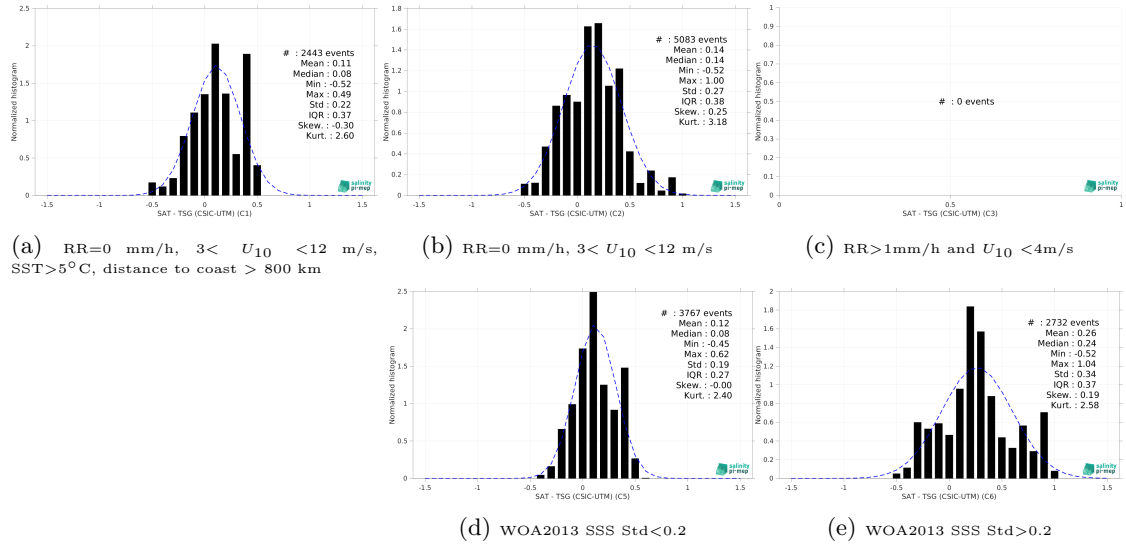 2.5
2
1.5
1
0.5
0
Normalized histogram
# : 2443 events
Mean : 0.11
Median : 0.08
Min : -0.52
Max : 0.49
Std : 0.22
IQR : 0.37
Skew. : -0.30
Kurt. : 2.60
salinity
pi-mep
-1.5 -1 -0.5 0 0.5 1 1.5
SAT - TSG (CSIC-UTM) (C1)
(a) RR=0 mm/h, 3< U10 <12 m/s,
SST>5°C, distance to coast > 800 km
1.8
1.6
1.4
1.2
1
0.8
0.6
0.4
0.2
0
Normalized histogram
# : 5083 events
Mean : 0.14
Median : 0.14
Min : -0.52
Max : 1.00
Std : 0.27
IQR : 0.38
Skew. : 0.25
Kurt. : 3.18
salinity
pi-mep
-1.5 -1 -0.5 0 0.5 1 1.5
SAT - TSG (CSIC-UTM) (C2)
(b) RR=0 mm/h, 3< U10 <12 m/s
1
0.9
0.8
0.7
0.6
0.5
0.4
0.3
0.2
0.1
0
Normalized histogram
# : 0 events
salinity
pi-mep
0 0.5 1
SAT - TSG (CSIC-UTM) (C3)
(c) RR>1mm/h and U10 <4m/s
2.5
2
1.5
1
0.5
0
Normalized histogram
# : 3767 events
Mean : 0.12
Median : 0.08
Min : -0.45
Max : 0.62
Std : 0.19
IQR : 0.27
Skew. : -0.00
Kurt. : 2.40
salinity
pi-mep
-1.5 -1 -0.5 0 0.5 1 1.5
SAT - TSG (CSIC-UTM) (C5)
(d) WOA2013 SSS Std<0.2
2
1.8
1.6
1.4
1.2
1
0.8
0.6
0.4
0.2
0
Normalized histogram
# : 2732 events
Mean : 0.26
Median : 0.24
Min : -0.52
Max : 1.04
Std : 0.34
IQR : 0.37
Skew. : 0.19
Kurt. : 2.58
salinity
pi-mep
-1.5 -1 -0.5 0 0.5 1 1.5
SAT - TSG (CSIC-UTM) (C6)
(e) WOA2013 SSS Std>0.2